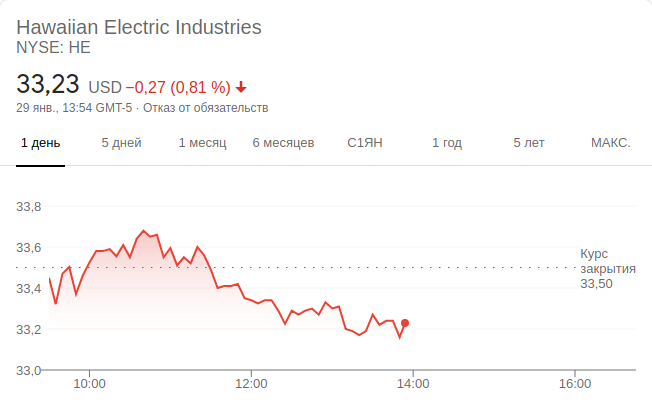 Hawaiian Electric Industries
NYSE: HE
33,23 USD −0,27 (0,81 %)
29 янв., 13:54 GMT-5 · Отказ от обязательств
1 день 5 дней 1 месяц 6 месяцев С1ЯН 1 год 5 лет МАКС.
33,8
33,6
33,4
33,2
33,0
Курс
закрытия
33,50
10:00 12:00 14:00 16:00